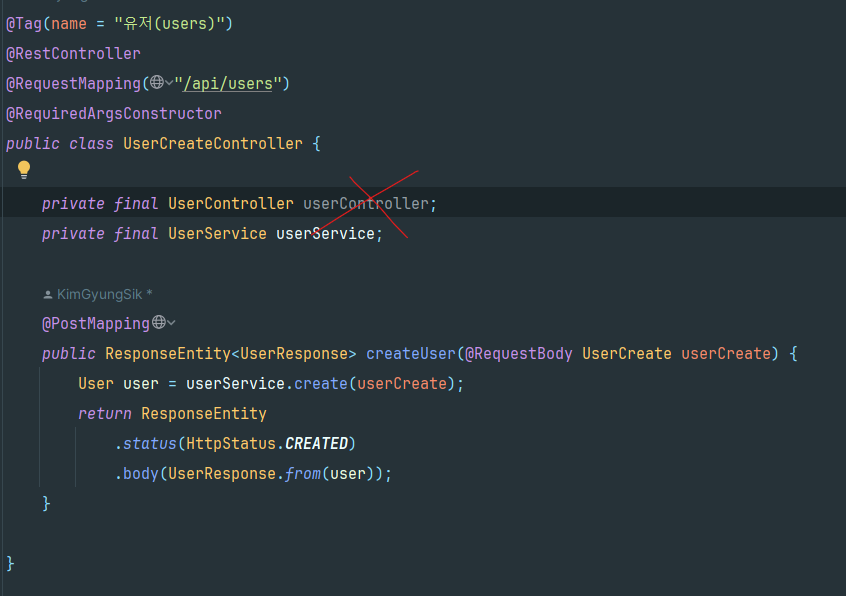 @Tag(name = "유저(users)")
@RestController
@RequestMapping("/api/users")
@RequiredArgsConstructor
public class UserCreateController {
private final UserController userController;
private final UserService userService;
KimGyungSik *
@PostMapping
public ResponseEntity<UserResponse> createUser(@RequestBody UserCreate userCreate) {
User user = userService.create(userCreate);
return ResponseEntity
.status(HttpStatus.CREATED)
.body(UserResponse.from(user));
}
}